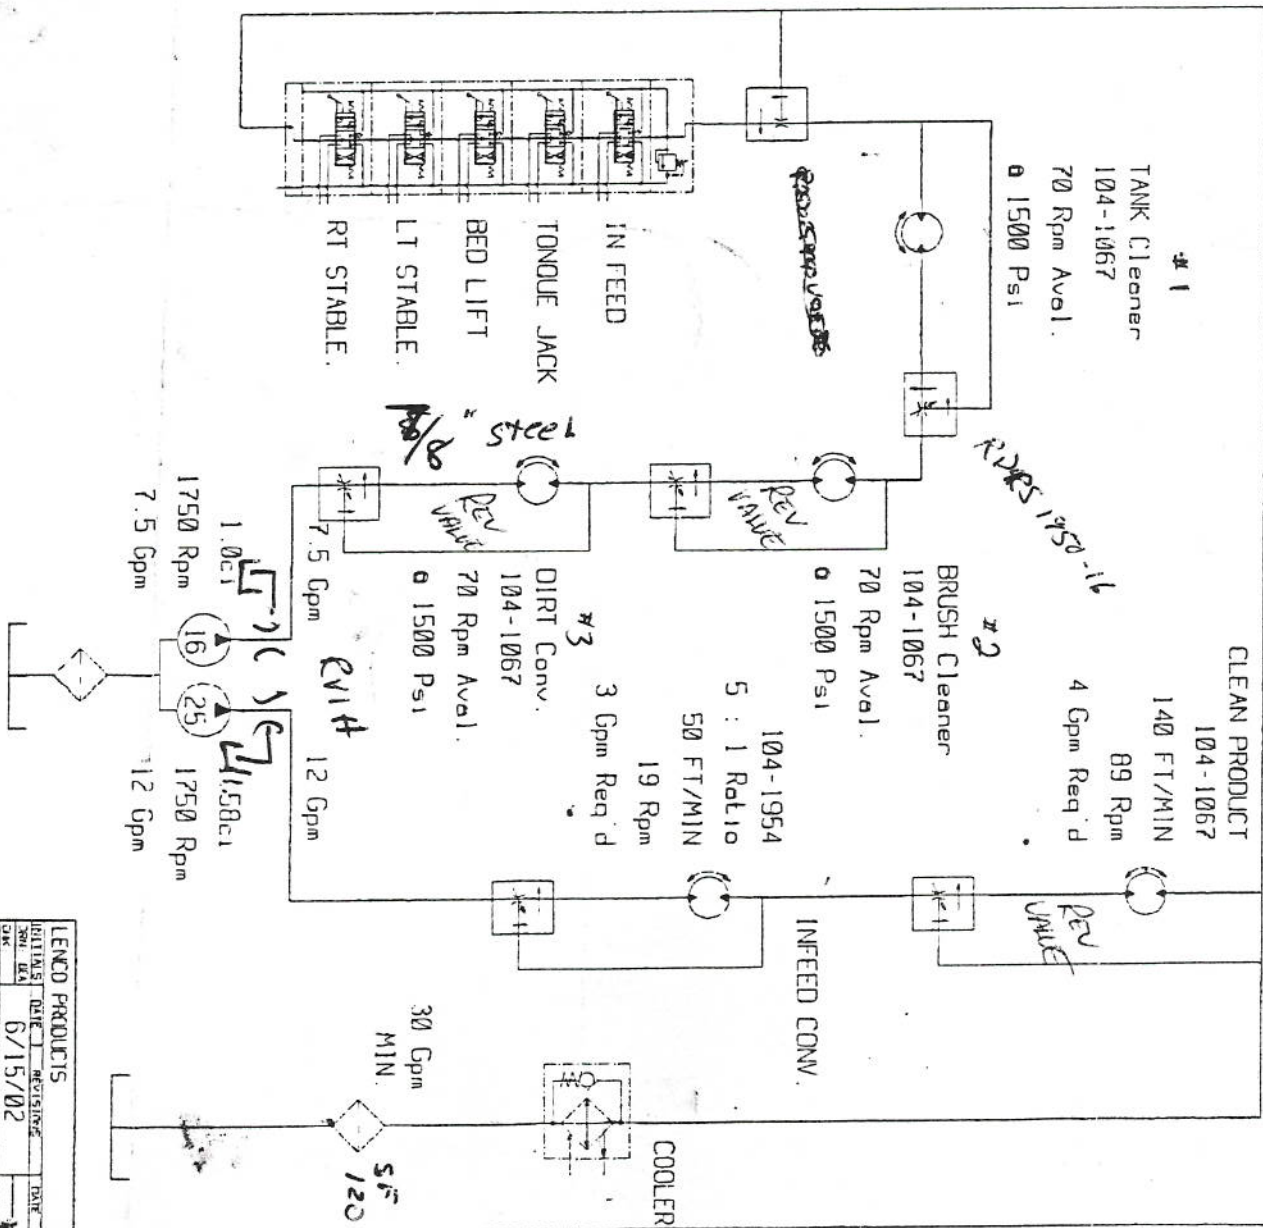 #1
TANK Cleaner
104-1067
70 Rpm Aval.
@ 1500 Psi
IN FEED
TONQUE JACK
BED LIFT
LT STABLE.
RT STABLE.
" steel
REV
VALVE
REV
VALVE
#2
BRUSH Cleaner
104-1067
70 Rpm Aval.
@ 1500 Psi
#3
DIRT Conv.
104-1067
70 Rpm Aval.
@ 1500 Psi
7.5 Gpm
1.0ci
1750 Rpm
7.5 Gpm
16
25
RV1H
12 Gpm
1.58ci
1750 Rpm
12 Gpm
CLEAN PRODUCT
104-1067
140 FT/MIN
89 Rpm
4 Gpm Req'd
REV
VALVE
104-1954
5 : 1 Ratio
50 FT/MIN
19 Rpm
3 Gpm Req'd
INFEED CONV.
COOLER
30 Gpm
MIN.
SF
120
LENCO PRODUCTS
INITIALS DATE REVISIONS DATE
6/15/02